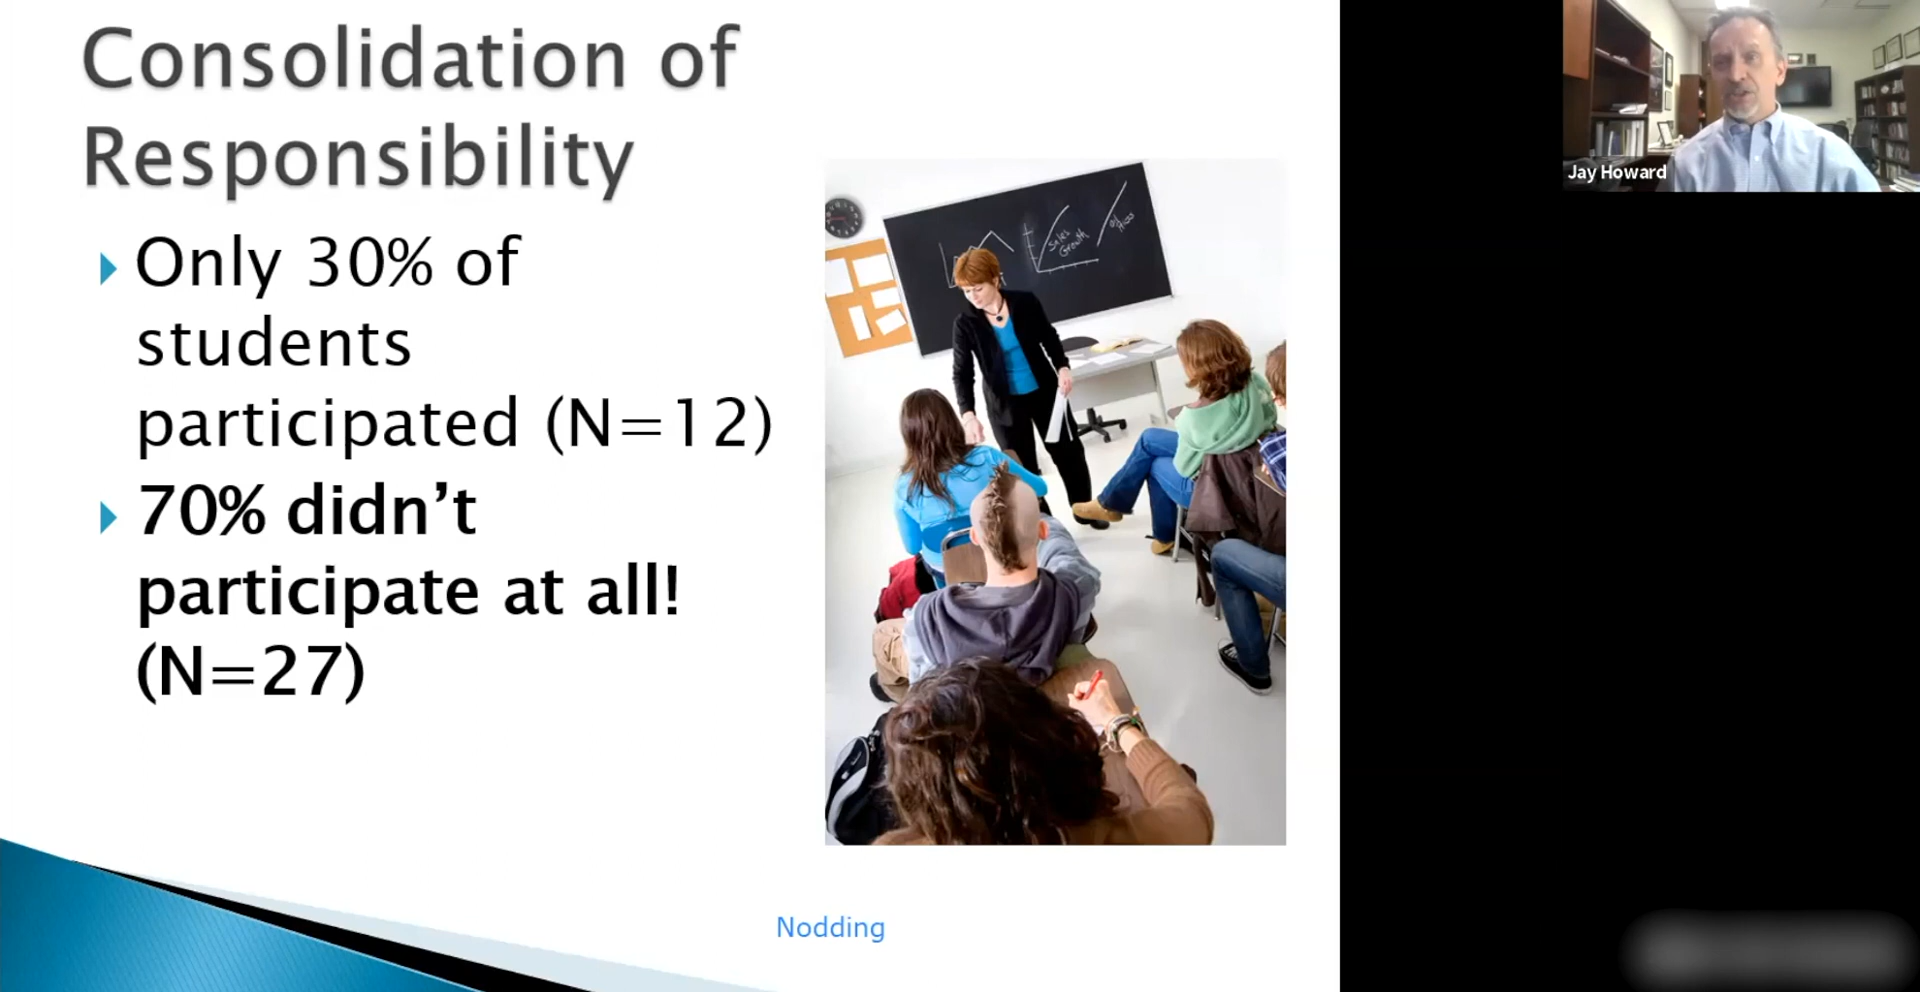 Consolidation of
Responsibility
Only 30% of
students
participated (N=12)
70% didn't
participate at all!
(N=27)
Sales
Growth
Nodding
Jay Howard